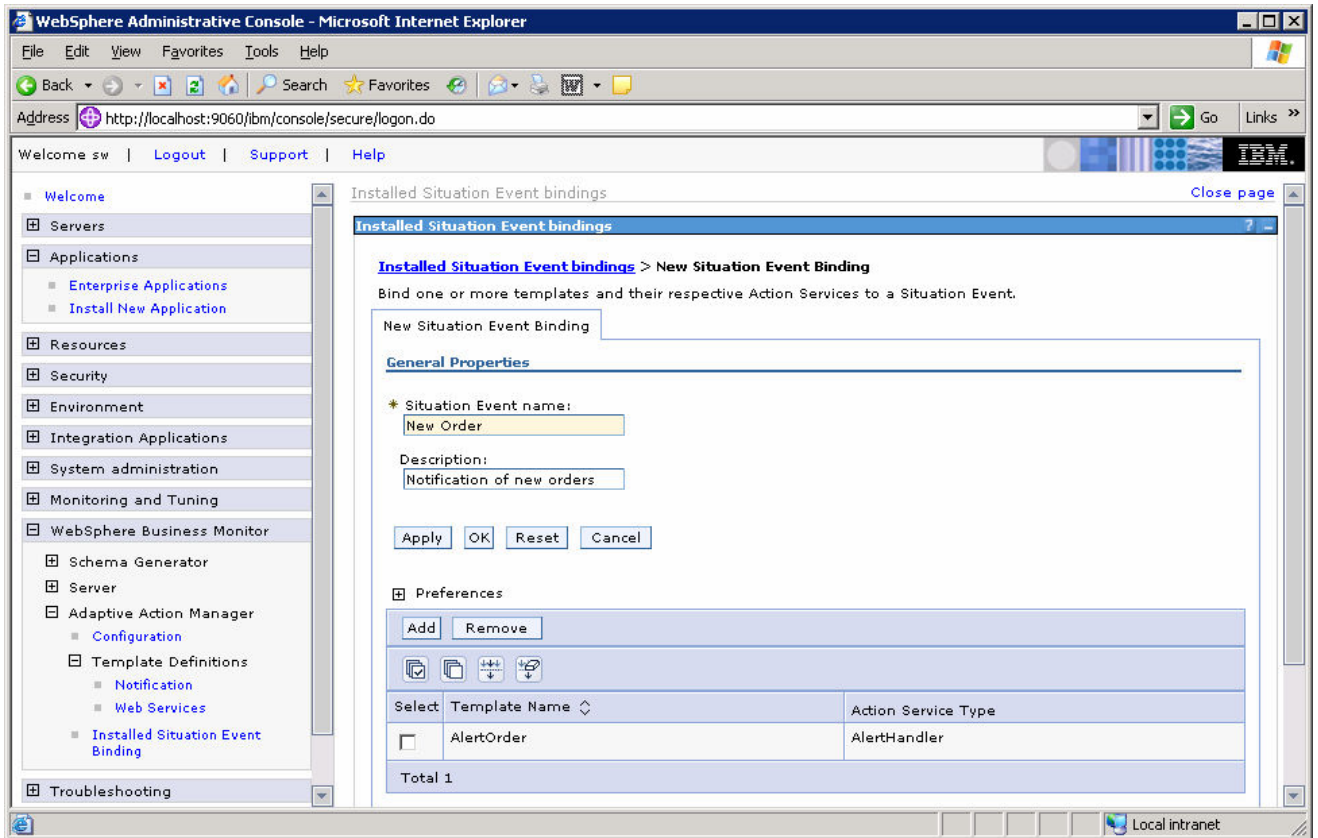 WebSphere Administrative Console - Microsoft Internet Explorer
File Edit View Favorites Tools Help
Back Search Favorites
Address http://localhost:9060/ibm/console/secure/logon.do Go Links »
Welcome sw | Logout | Support | Help IBM.
Welcome
Servers
Applications
Enterprise Applications
Install New Application
Resources
Security
Environment
Integration Applications
System administration
Monitoring and Tuning
WebSphere Business Monitor
Schema Generator
Server
Adaptive Action Manager
Configuration
Template Definitions
Notification
Web Services
Installed Situation Event
Binding
Troubleshooting
Installed Situation Event bindings Close page
Installed Situation Event bindings ? -
Installed Situation Event bindings > New Situation Event Binding
Bind one or more templates and their respective Action Services to a Situation Event.
New Situation Event Binding
General Properties
* Situation Event name:
New Order
Description:
Notification of new orders
Apply OK Reset Cancel
Preferences
Add Remove
Select Template Name Action Service Type
AlertOrder AlertHandler
Total 1
Local intranet